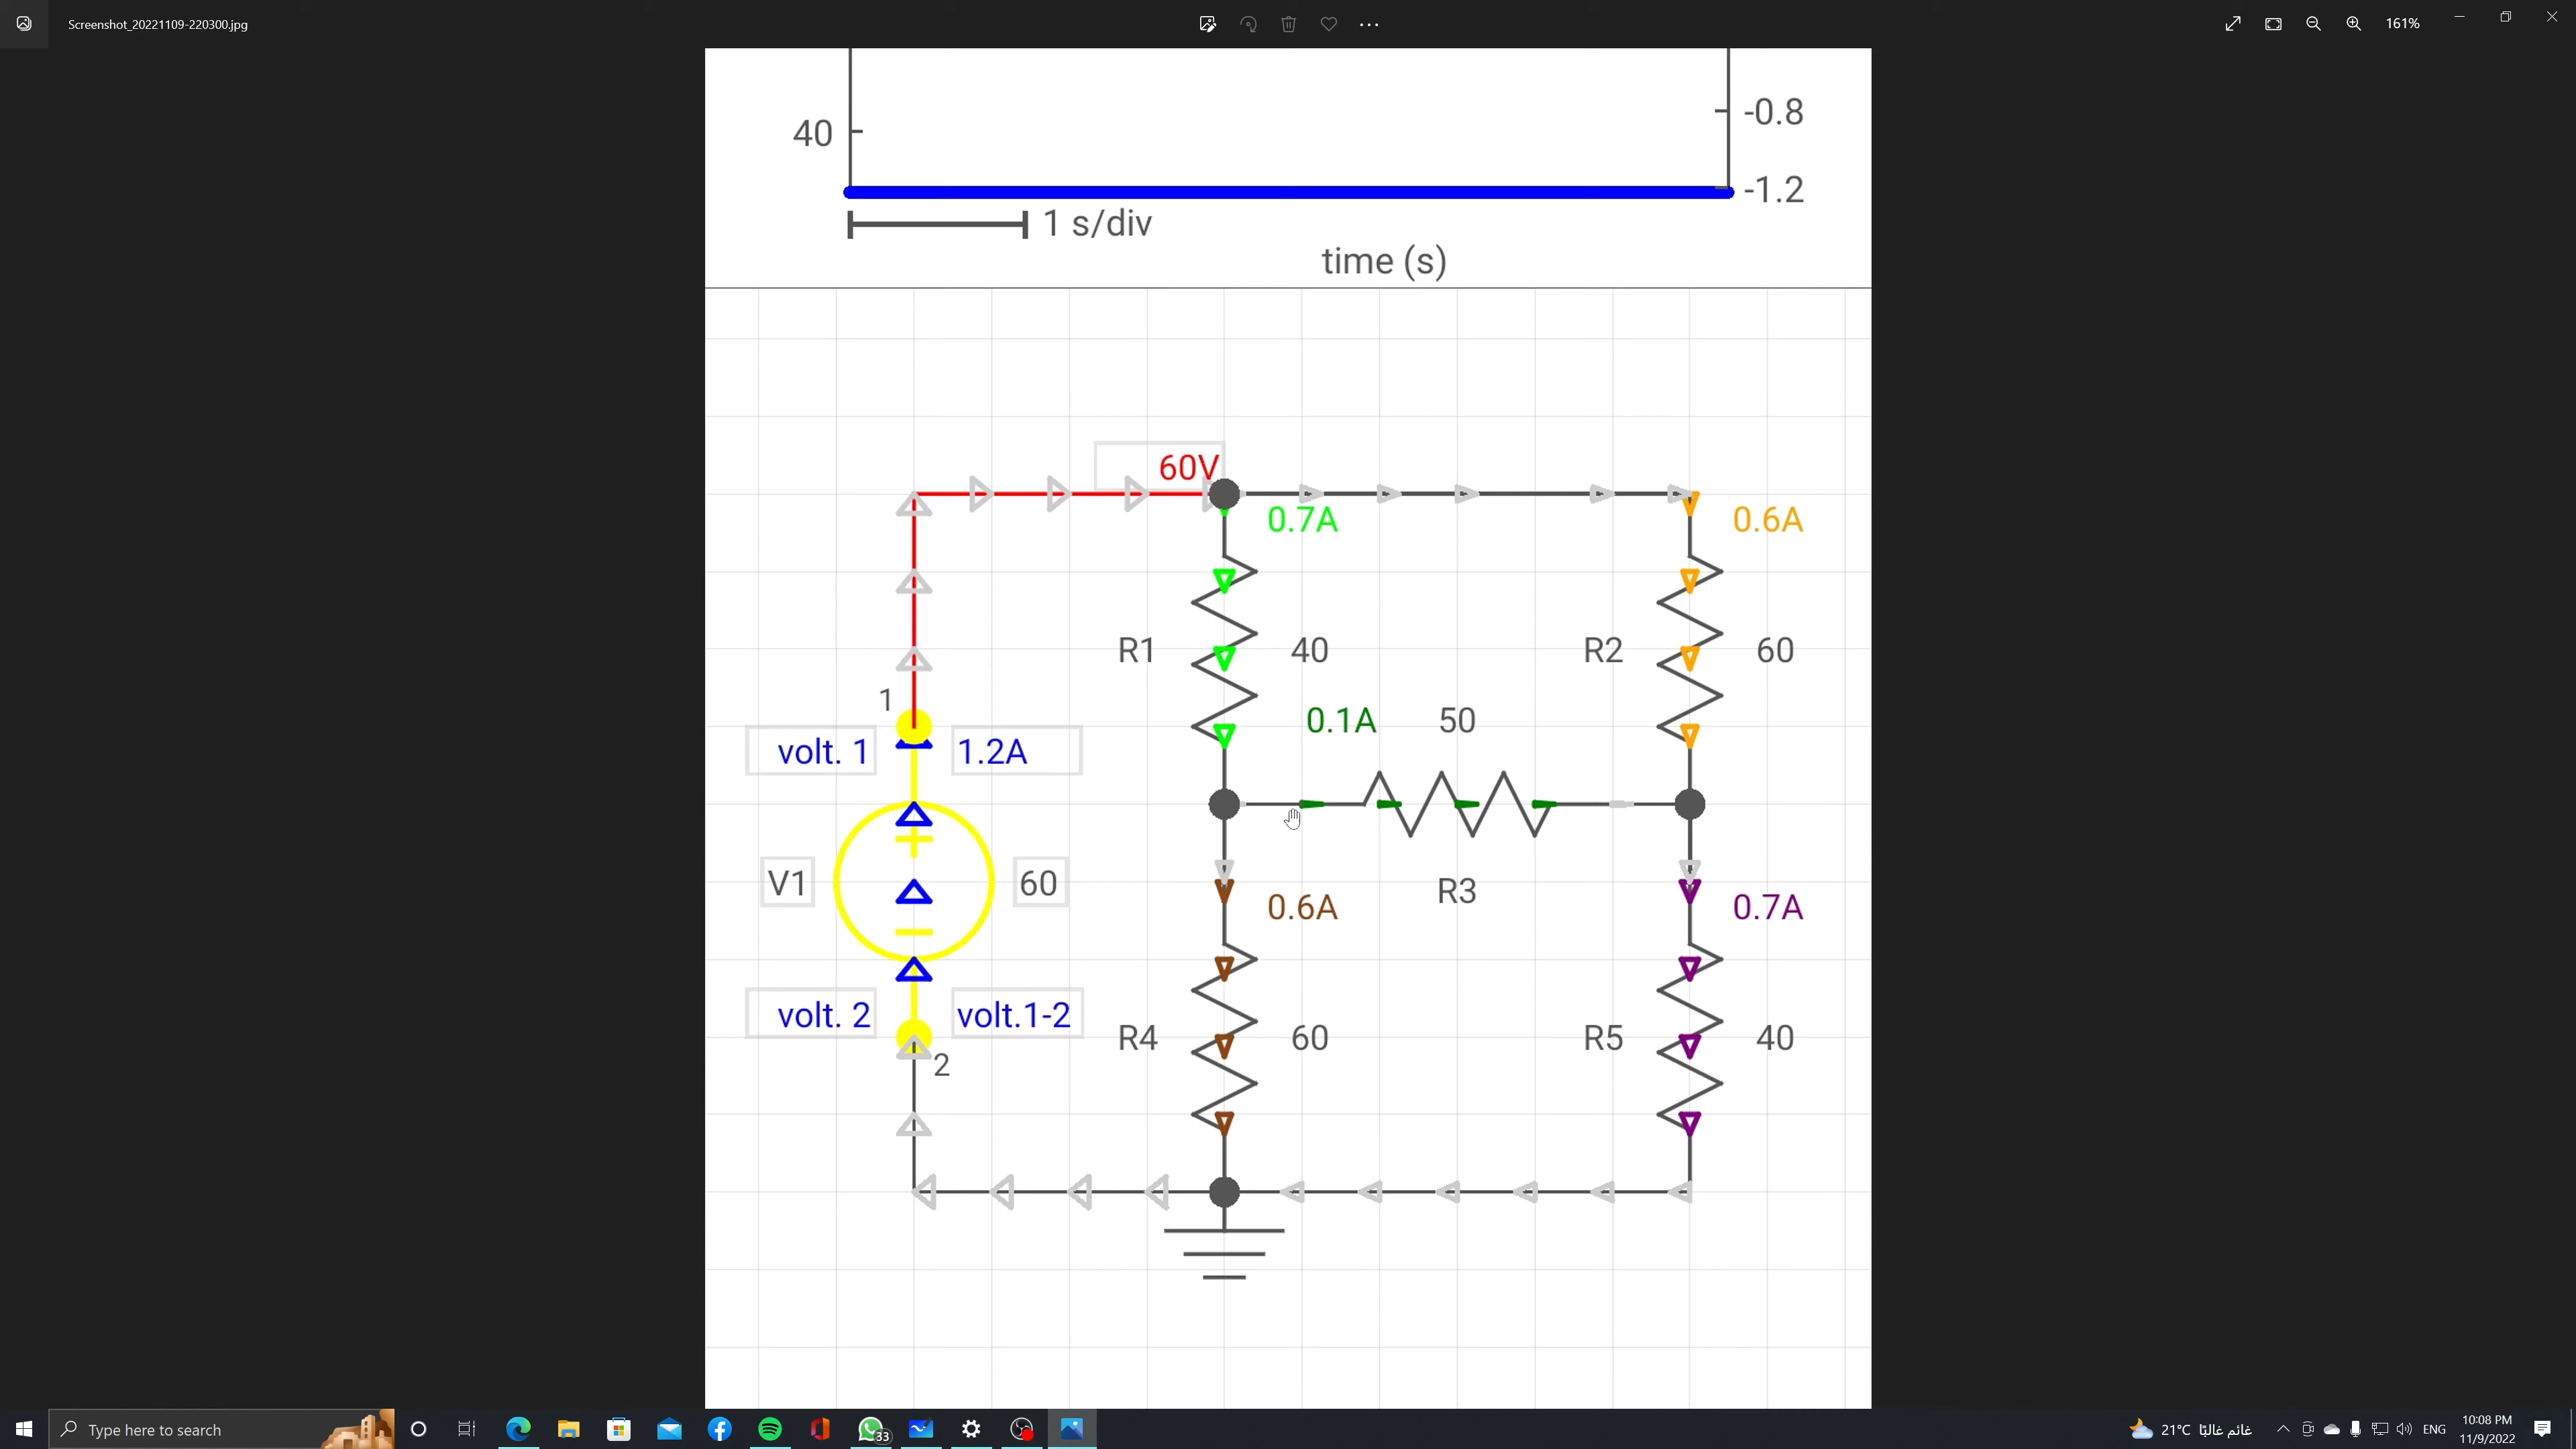 Screenshot_20221109-220300.jpg
161%
40
-0.8
-1.2
1 s/div
time (s)
60V
0.7A
0.6A
R1
40
R2
60
1
0.1A
50
volt. 1
1.2A
V1
60
R3
0.6A
0.7A
volt. 2
volt.1-2
2
R4
60
R5
40
Type here to search
33
21°C غائم غالبًا
ENG
10:08 PM
11/9/2022